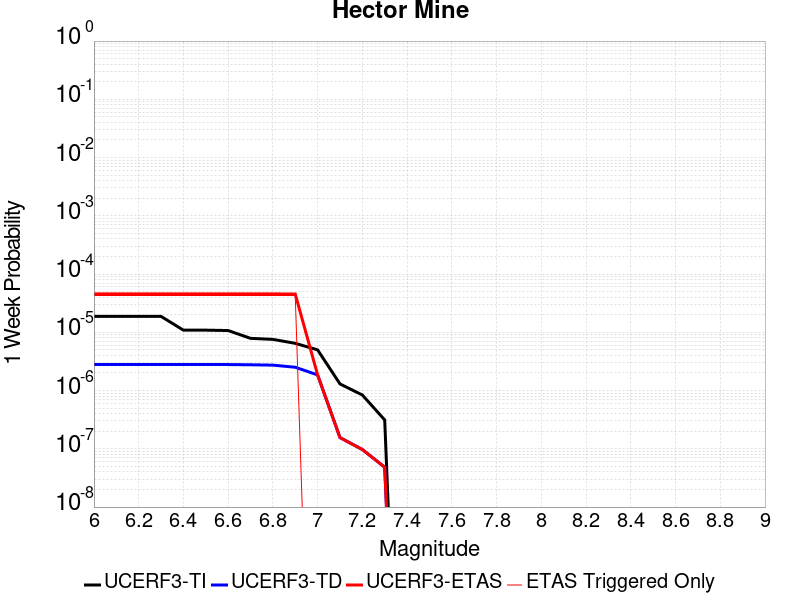 Hector Mine
10^0
10^-1
10^-2
10^-3
10^-4
10^-5
10^-6
10^-7
10^-8
1 Week Probability
6 6.2 6.4 6.6 6.8 7 7.2 7.4 7.6 7.8 8 8.2 8.4 8.6 8.8 9
Magnitude
UCERF3-TI UCERF3-TD UCERF3-ETAS ETAS Triggered Only